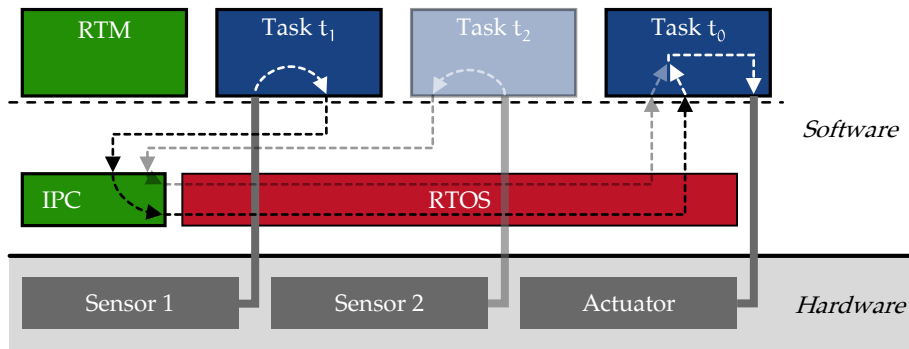 RTM
Task t₁
Task t₂
Task t₀
Software
IPC
RTOS
Sensor 1
Sensor 2
Actuator
Hardware